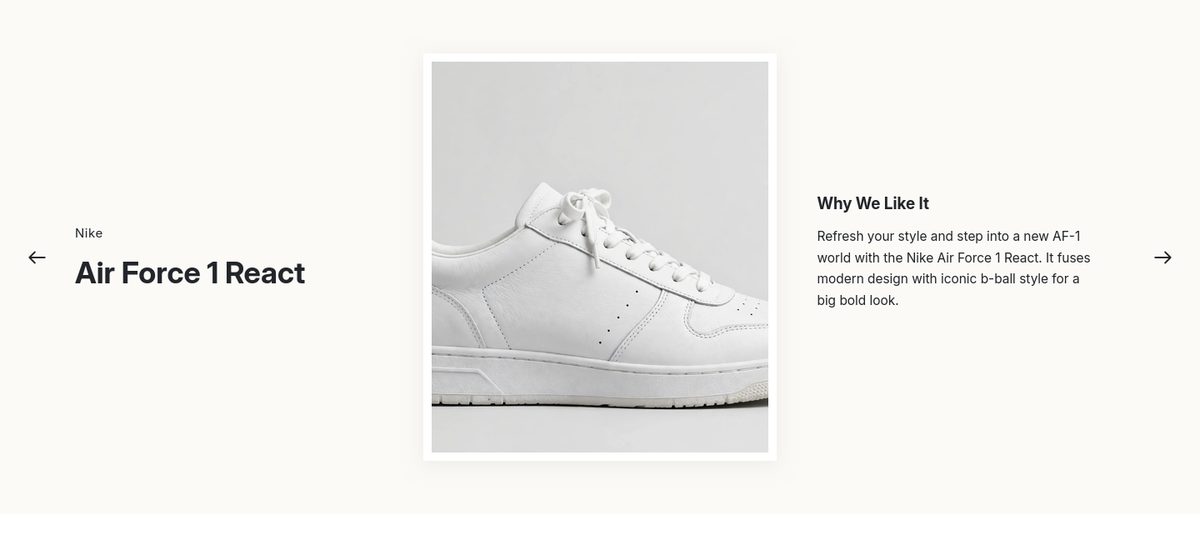 Nike
Air Force 1 React
Why We Like It
Refresh your style and step into a new AF-1
world with the Nike Air Force 1 React. It fuses
modern design with iconic b-ball style for a
big bold look.